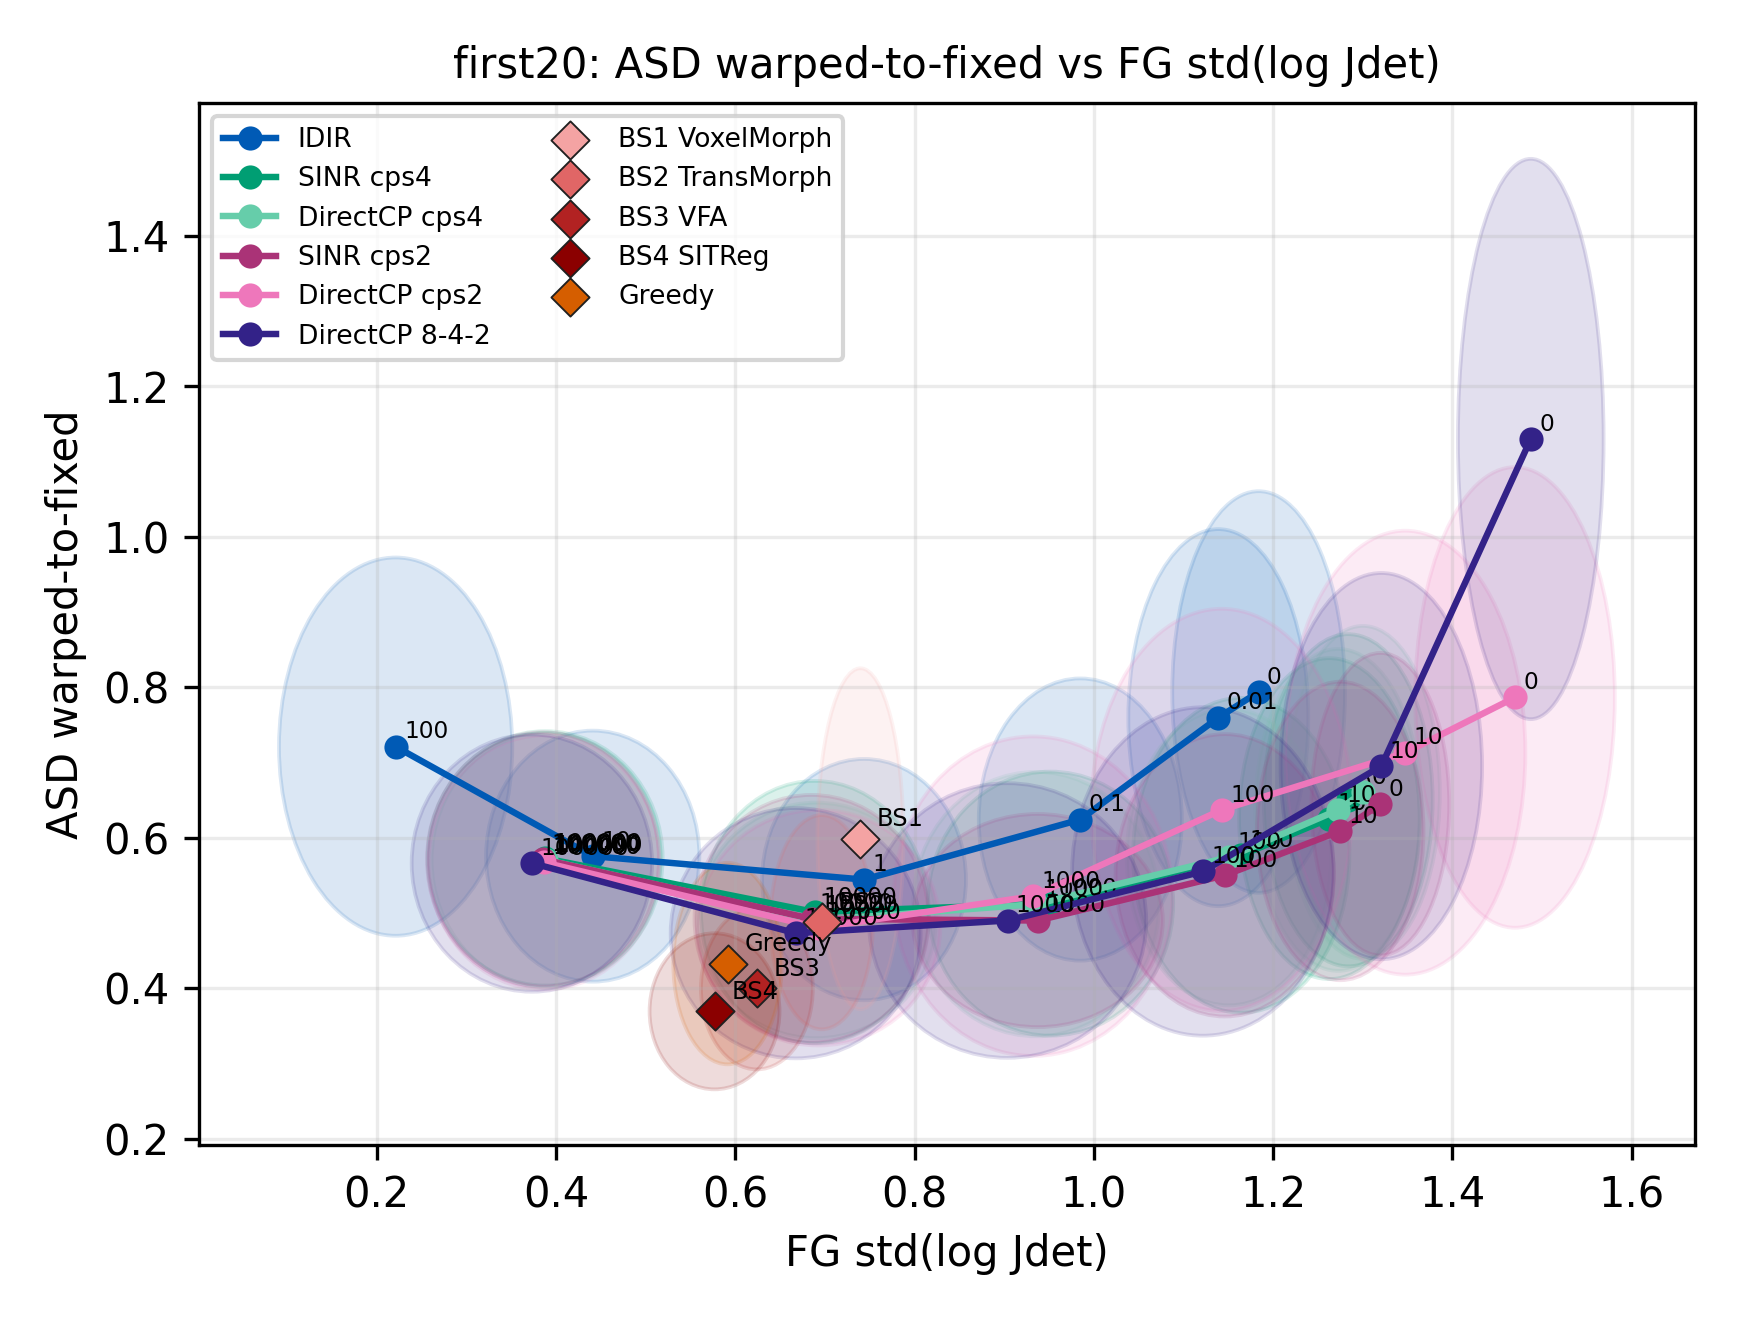 first20: ASD warped-to-fixed vs FG std(log Jdet)
IDIR
SINR cps4
DirectCP cps4
SINR cps2
DirectCP cps2
DirectCP 8-4-2
BS1 VoxelMorph
BS2 TransMorph
BS3 VFA
BS4 SITReg
Greedy
ASD warped-to-fixed
1.4
1.2
1.0
0.8
0.6
0.4
0.2
0
0
0
0.01
100
10
10
0
10
10
0.1
100
BS1
1
100
100
100
1000
1000
1000
10000
Greedy
BS3
BS4
0.2
0.4
0.6
0.8
1.0
1.2
1.4
1.6
FG std(log Jdet)